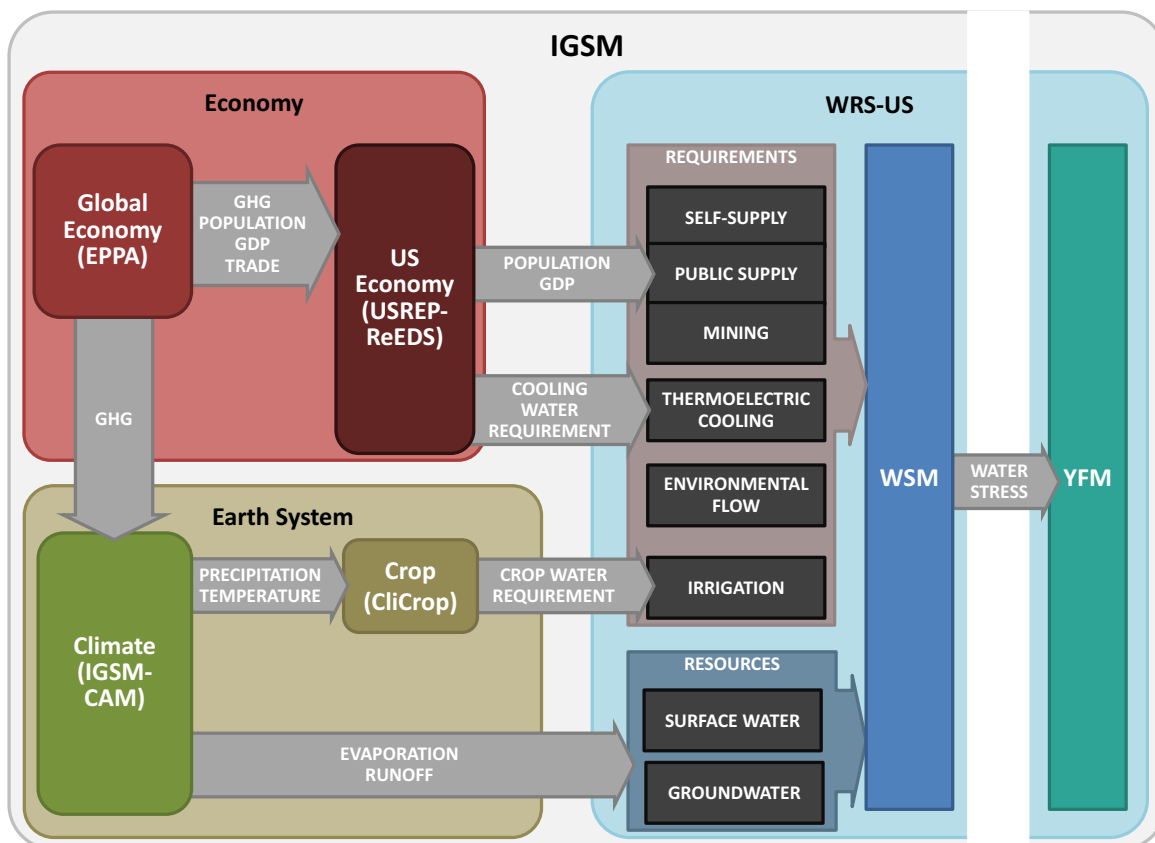 IGSM
Economy
Global
Economy
(EPPA)
GHG
POPULATION
GDP
TRADE
US
Economy
(USREP-
ReEDS)
POPULATION
GDP
COOLING
WATER
REQUIREMENT
GHG
Earth System
Climate
(IGSM-
CAM)
PRECIPITATION
TEMPERATURE
Crop
(CliCrop)
CROP WATER
REQUIREMENT
EVAPORATION
RUNOFF
WRS-US
REQUIREMENTS
SELF-SUPPLY
PUBLIC SUPPLY
MINING
THERMOELECTRIC
COOLING
ENVIRONMENTAL
FLOW
IRRIGATION
RESOURCES
SURFACE WATER
GROUNDWATER
WSM
WATER
STRESS
YFM